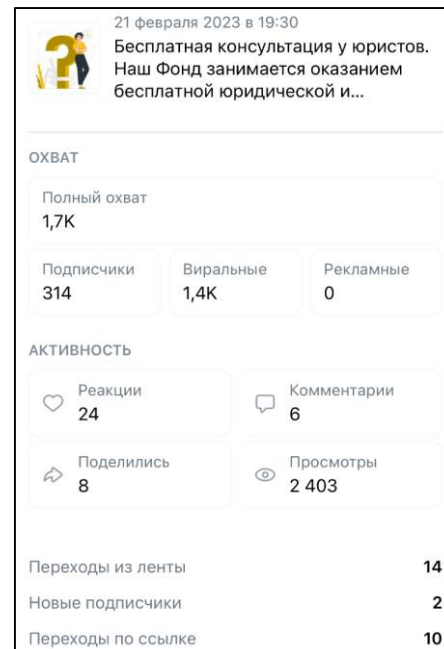 21 февраля 2023 в 19:30
Бесплатная консультация у юристов.
Наш Фонд занимается оказанием
бесплатной юридической и...
ОХВАТ
Полный охват
1,7K
Подписчики
314
Виральные
1,4K
Рекламные
0
АКТИВНОСТЬ
Реакции
24
Комментарии
6
Поделились
8
Просмотры
2 403
Переходы из ленты 14
Новые подписчики 2
Переходы по ссылке 10